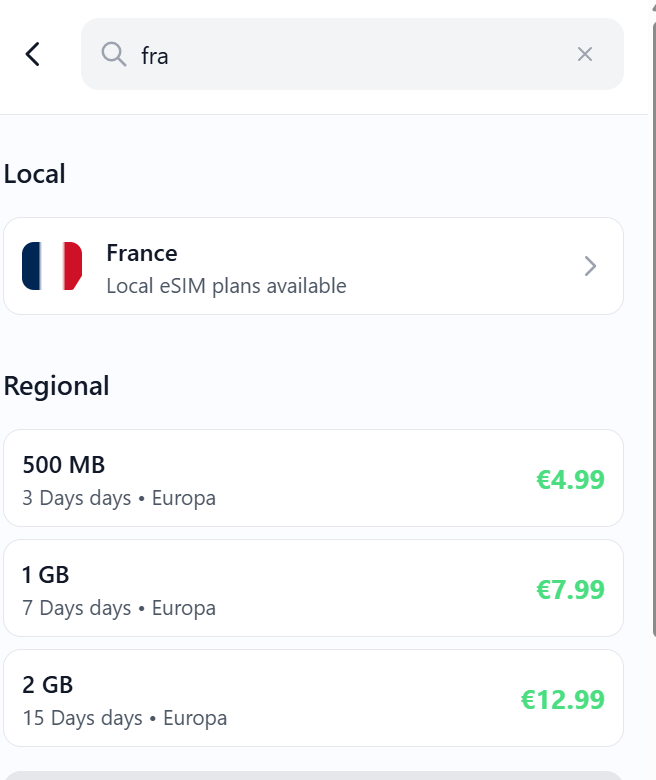 fra
Local
France
Local eSIM plans available
Regional
500 MB
3 Days days • Europa
€4.99
1 GB
7 Days days • Europa
€7.99
2 GB
15 Days days • Europa
€12.99